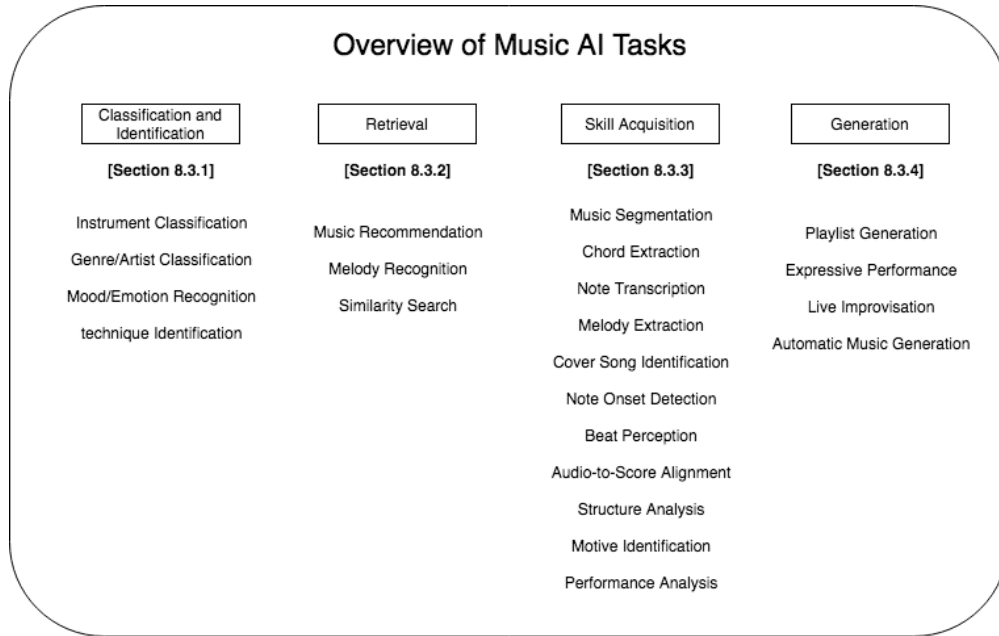 Overview of Music AI Tasks
Classification and
Identification
[Section 8.3.1]
Instrument Classification
Genre/Artist Classification
Mood/Emotion Recognition
technique Identification
Retrieval
[Section 8.3.2]
Music Recommendation
Melody Recognition
Similarity Search
Skill Acquisition
[Section 8.3.3]
Music Segmentation
Chord Extraction
Note Transcription
Melody Extraction
Cover Song Identification
Note Onset Detection
Beat Perception
Audio-to-Score Alignment
Structure Analysis
Motive Identification
Performance Analysis
Generation
[Section 8.3.4]
Playlist Generation
Expressive Performance
Live Improvisation
Automatic Music Generation